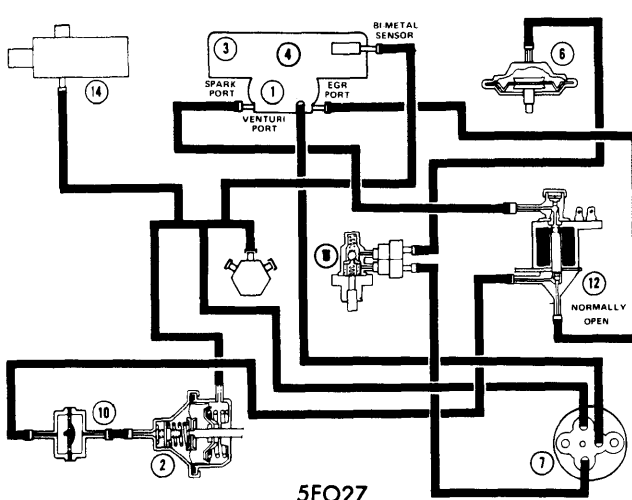 BI-METAL
SENSOR
3
4
6
14
1
SPARK
PORT
EGR
PORT
VENTURI
PORT
12
NORMALLY
OPEN
10
2
7
5FO27